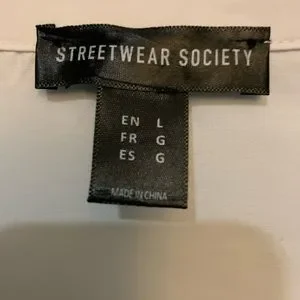 STREETWEAR SOCIETY
EN L
FR G
ES G
MADE IN CHINA